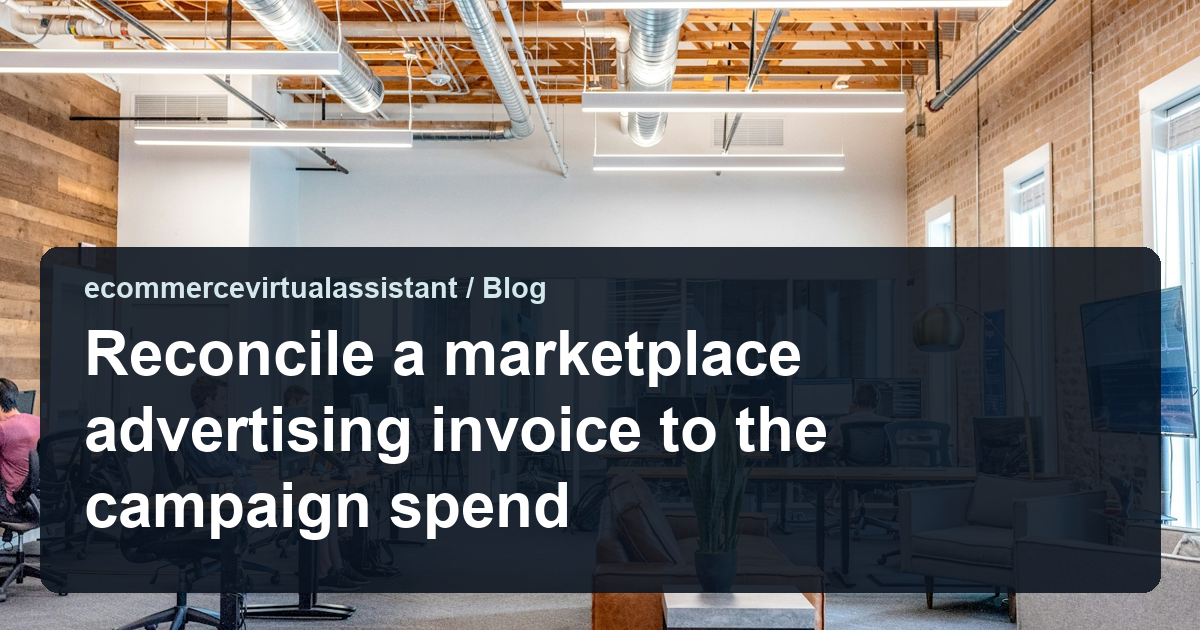 ecommercevirtualassistant / Blog
Reconcile a marketplace
advertising invoice to the
campaign spend